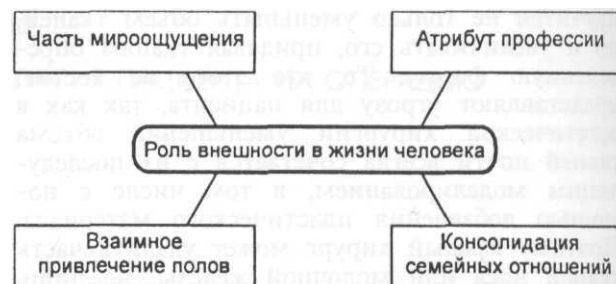 Часть мироощущения
Атрибут профессии
Роль внешности в жизни человека
Взаимное
привлечение полов
Консолидация
семейных отношений